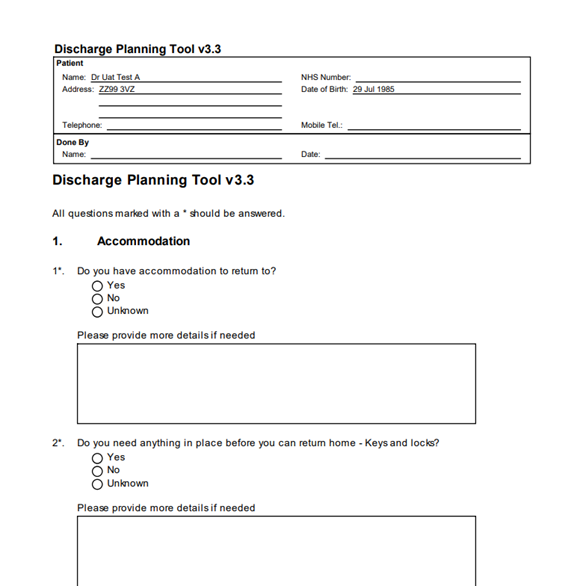 Discharge Planning Tool v3.3
Patient
Name: Dr Uat Test A NHS Number:
Address: ZZ99 3VZ Date of Birth: 29 Jul 1985
Telephone: Mobile Tel.:
Done By
Name: Date:
Discharge Planning Tool v3.3
All questions marked with a * should be answered.
1. Accommodation
1*. Do you have accommodation to return to?
Yes
No
Unknown
Please provide more details if needed
2*. Do you need anything in place before you can return home - Keys and locks?
Yes
No
Unknown
Please provide more details if needed